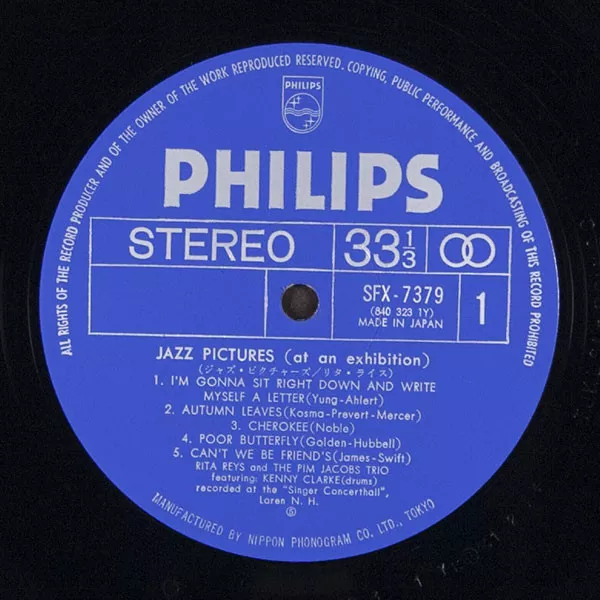 ALL RIGHTS OF THE RECORD PRODUCER AND OF THE OWNER OF THE WORK REPRODUCED RESERVED. COPYING, PUBLIC PERFORMANCE AND BROADCASTING OF THIS RECORD PROHIBITED
PHILIPS
PHILIPS
STEREO 33 1/3
SFX-7379
(840 323 1Y)
MADE IN JAPAN
1
JAZZ PICTURES (at an exhibition)
(ジャズ・ピクチャーズ/リタ・ライス)
1. I'M GONNA SIT RIGHT DOWN AND WRITE
MYSELF A LETTER(Yung-Ahlert)
2. AUTUMN LEAVES(Kosma-Prevert-Mercer)
3. CHEROKEE(Noble)
4. POOR BUTTERFLY(Golden-Hubbell)
5. CAN'T WE BE FRIEND'S(James-Swift)
RITA REYS and THE PIM JACOBS TRIO
featuring: KENNY CLARKE(drums)
recorded at the "Singer Concerthall",
Laren N. H.
Ⓢ
MANUFACTURED BY NIPPON PHONOGRAM CO. LTD., TOKYO